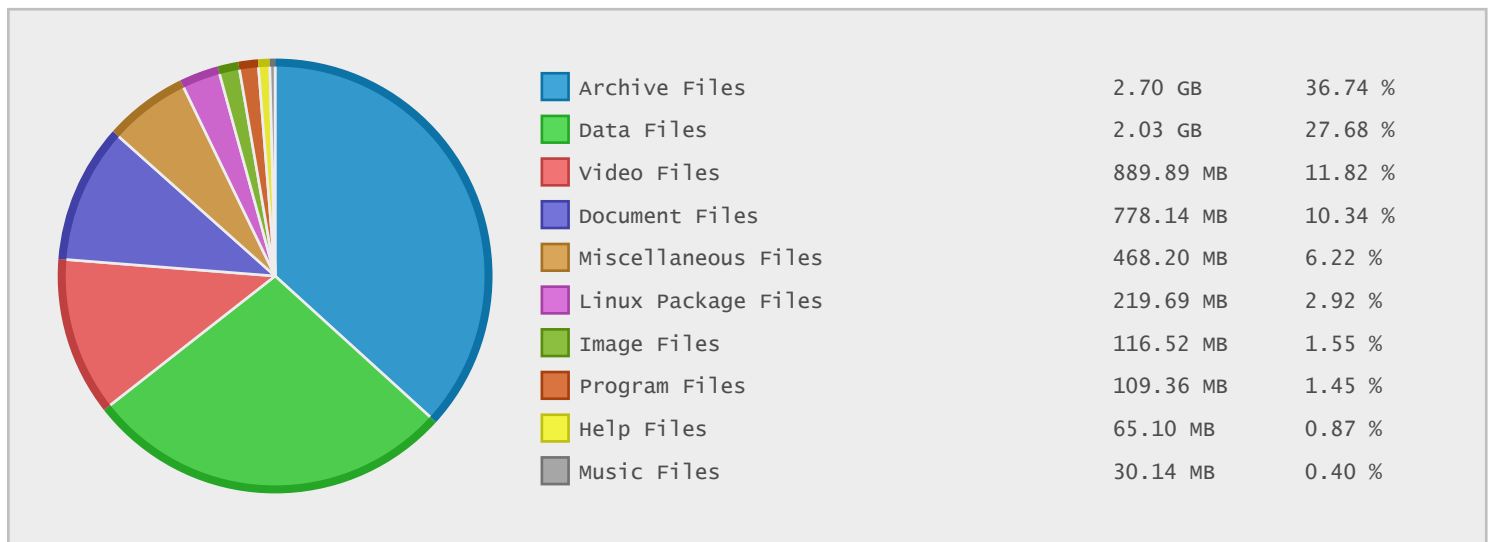 Archive Files 2.70 GB 36.74 %
Data Files 2.03 GB 27.68 %
Video Files 889.89 MB 11.82 %
Document Files 778.14 MB 10.34 %
Miscellaneous Files 468.20 MB 6.22 %
Linux Package Files 219.69 MB 2.92 %
Image Files 116.52 MB 1.55 %
Program Files 109.36 MB 1.45 %
Help Files 65.10 MB 0.87 %
Music Files 30.14 MB 0.40 %